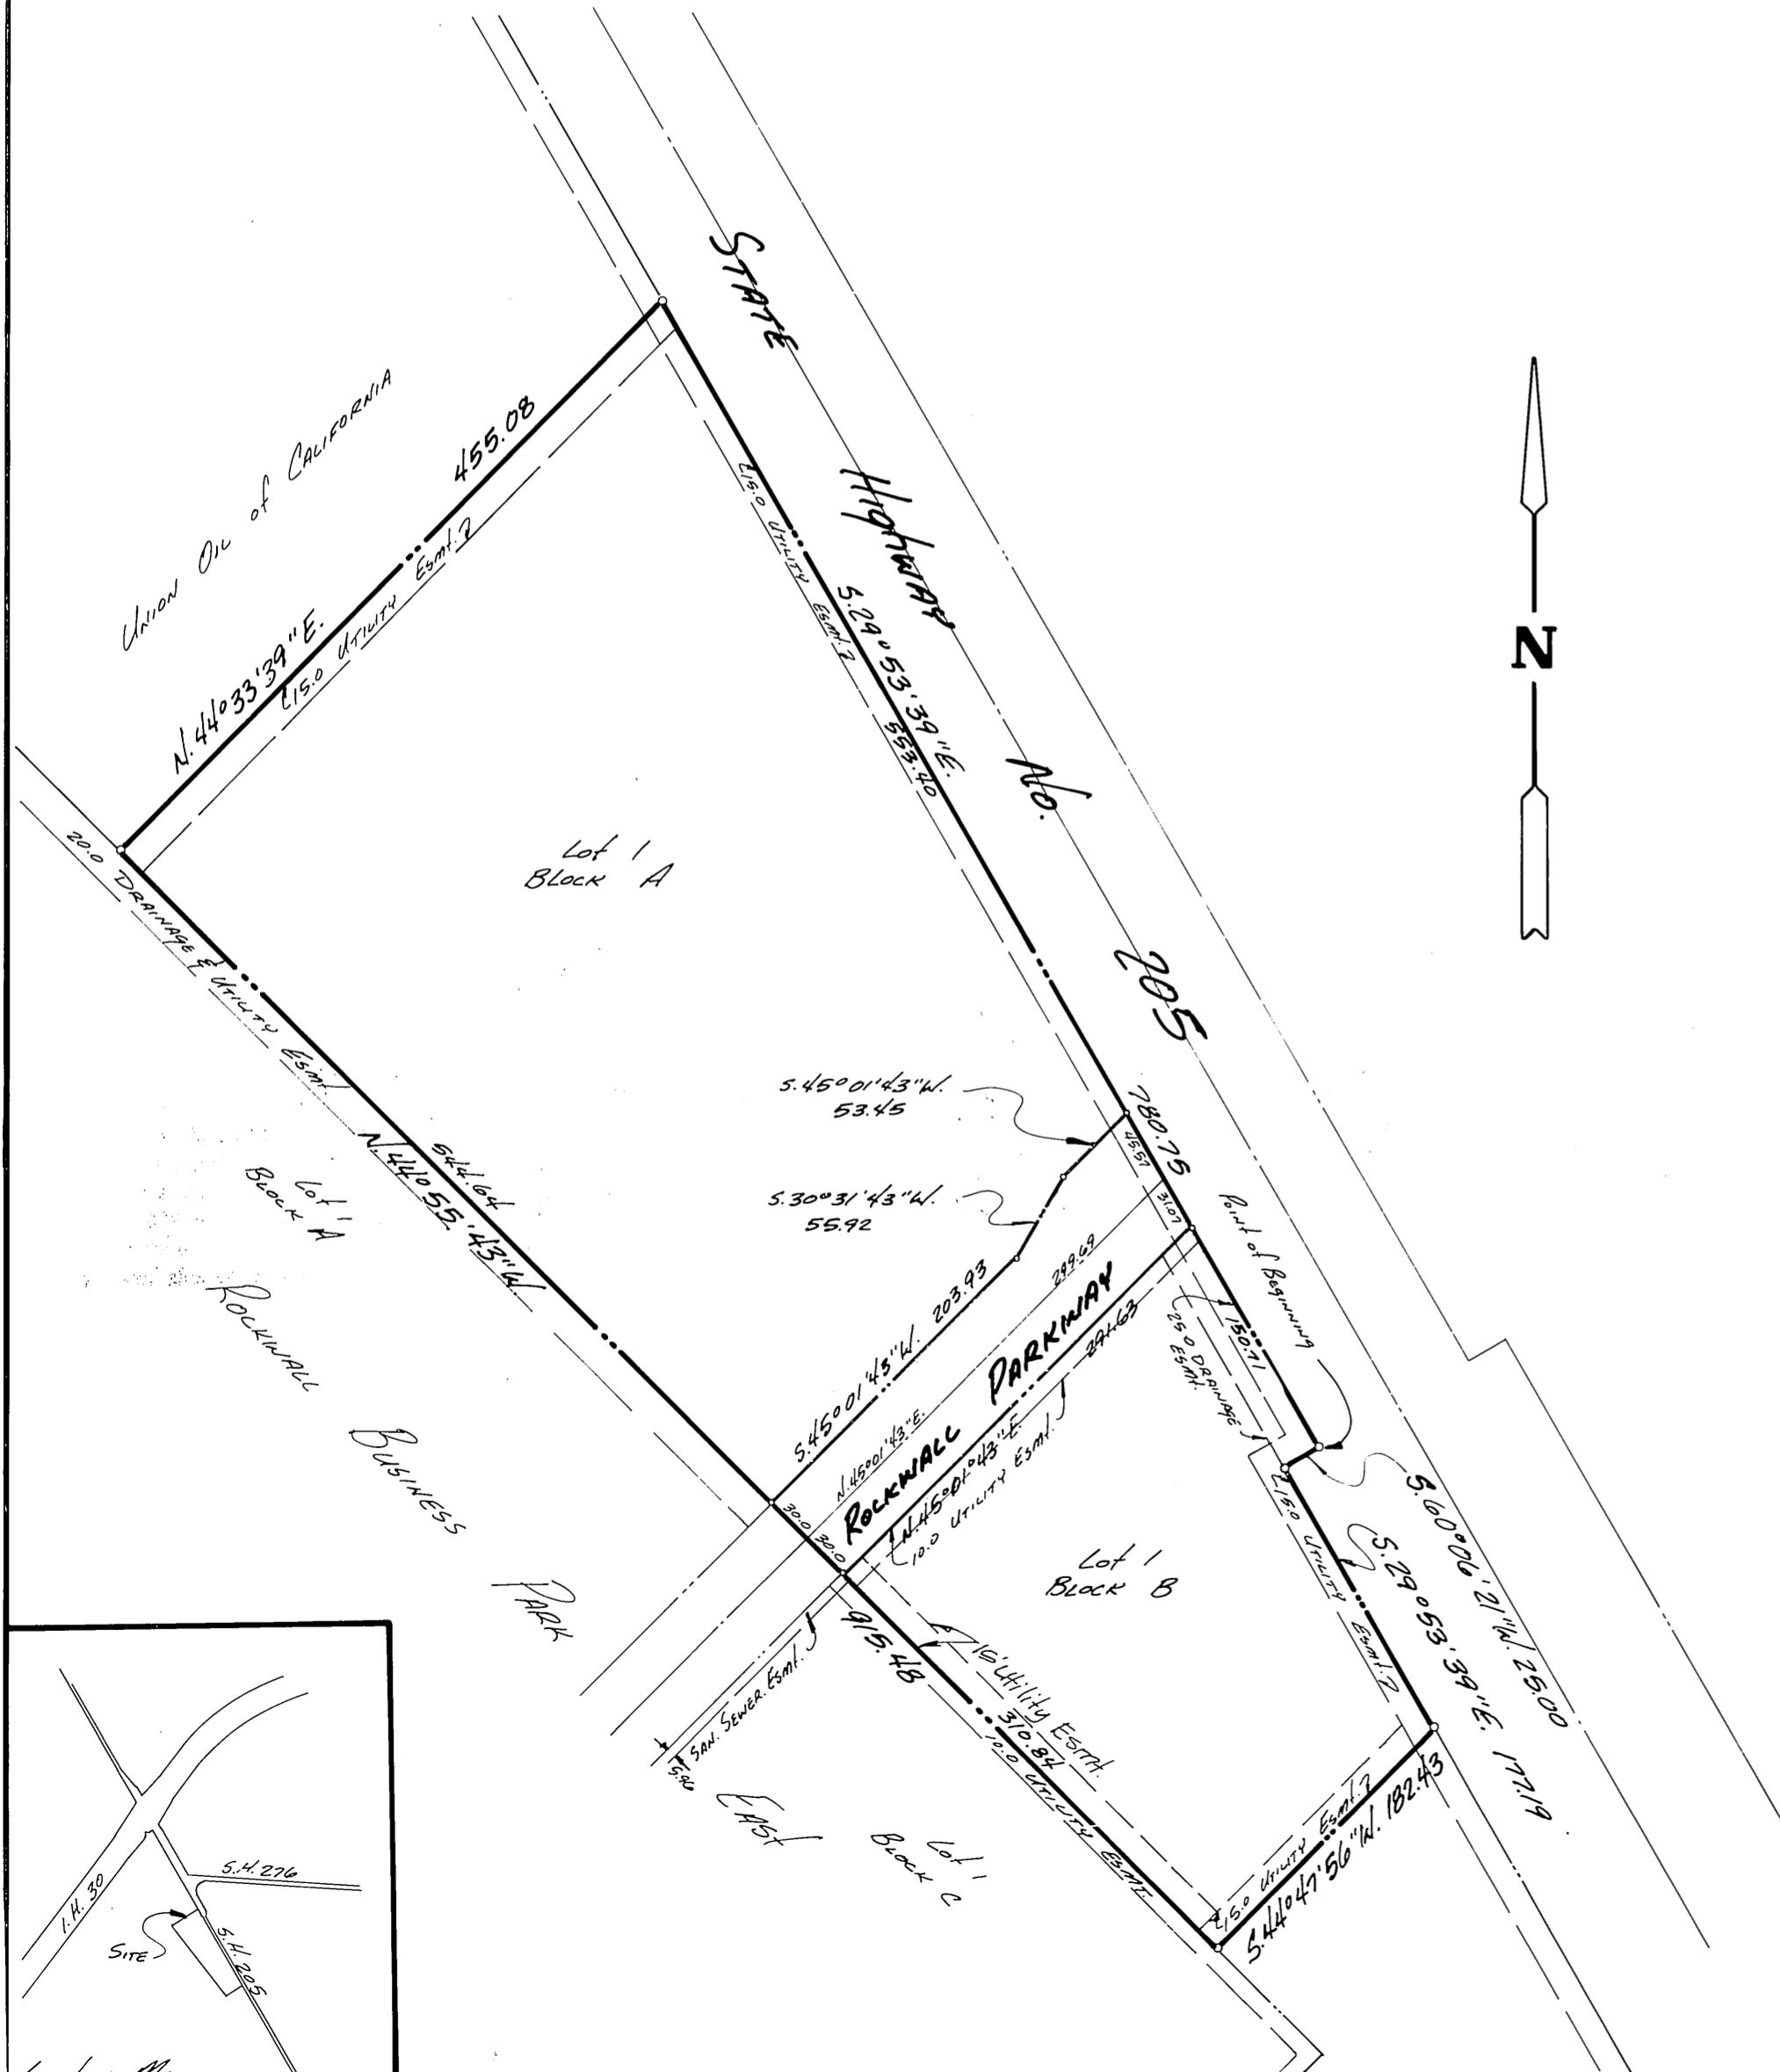 STATE
Highway
No.
205
Union Oil of California
N.44°33'39"E.
455.08
15.0 Utility Esmt.
15.0 Utility Esmt.
S.29°53'39"E.
553.40
Lot 1
Block A
20.0 Drainage & Utility Esmt.
544.64
N.44°55'43"W.
Lot 1
Block A
S.45°01'43"W.
53.45
S.30°31'43"W.
55.92
780.75
45.57
31.07
Point of Beginning
150.71
25.0 Drainage
Esmt.
S.45°01'43"W. 203.93
299.69
N.45°01'43"E.
Rockwall Parkway
291.63
N.45°01'43"E.
10.0 Utility Esmt.
30.0
30.0
Rockwall
Business
Park
East
Lot 1
Block B
S.60°06'21"W. 25.00
S.29°53'39"E. 177.19
15.0 Utility Esmt.
915.48
15' Utility Esmt.
310.84
10.0 Utility Esmt.
San. Sewer Esmt.
5.96
Lot 1
Block C
15.0 Utility Esmt.
S.44°47'56"W. 182.43
N
I.H. 30
S.H. 276
Site
S.H. 205